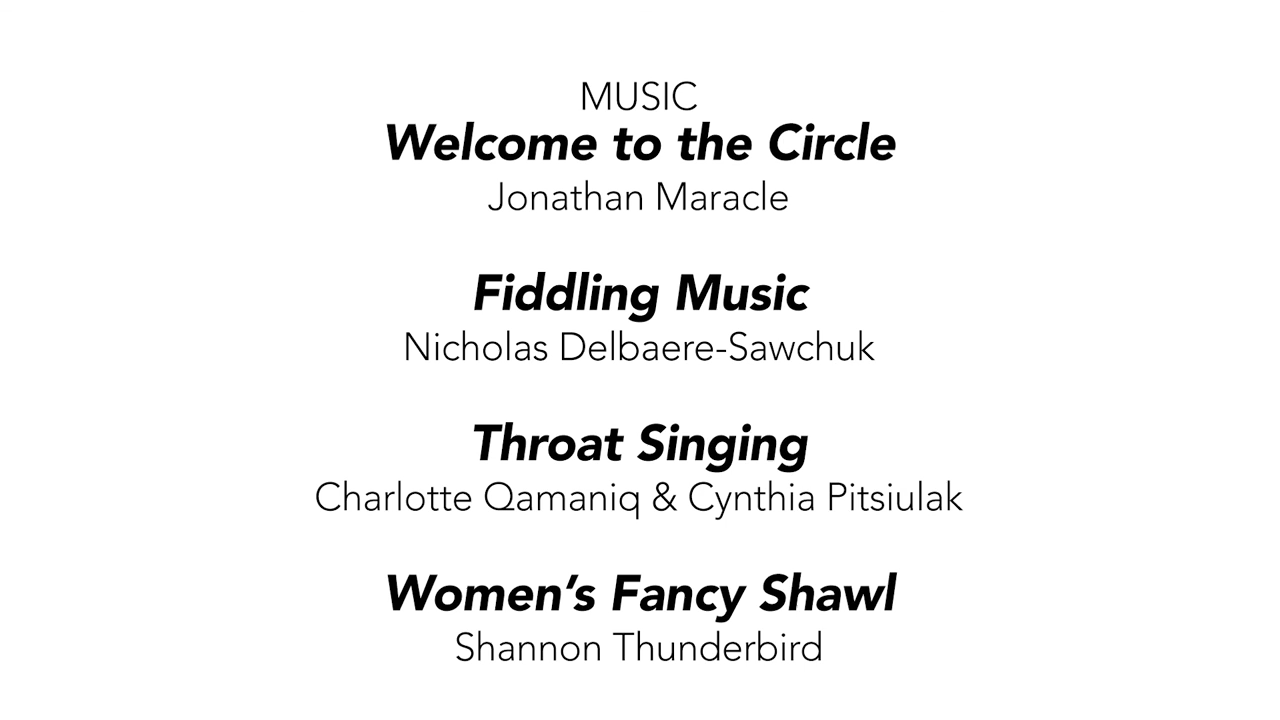 MUSIC
Welcome to the Circle
Jonathan Maracle
Fiddling Music
Nicholas Delbaere-Sawchuk
Throat Singing
Charlotte Qamaniq & Cynthia Pitsiulak
Women’s Fancy Shawl
Shannon Thunderbird